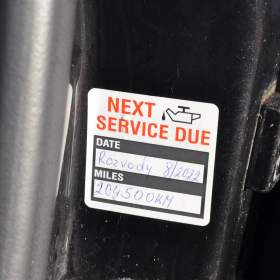 NEXT
SERVICE DUE
DATE
Rozvody 8/2022
MILES
204500KM